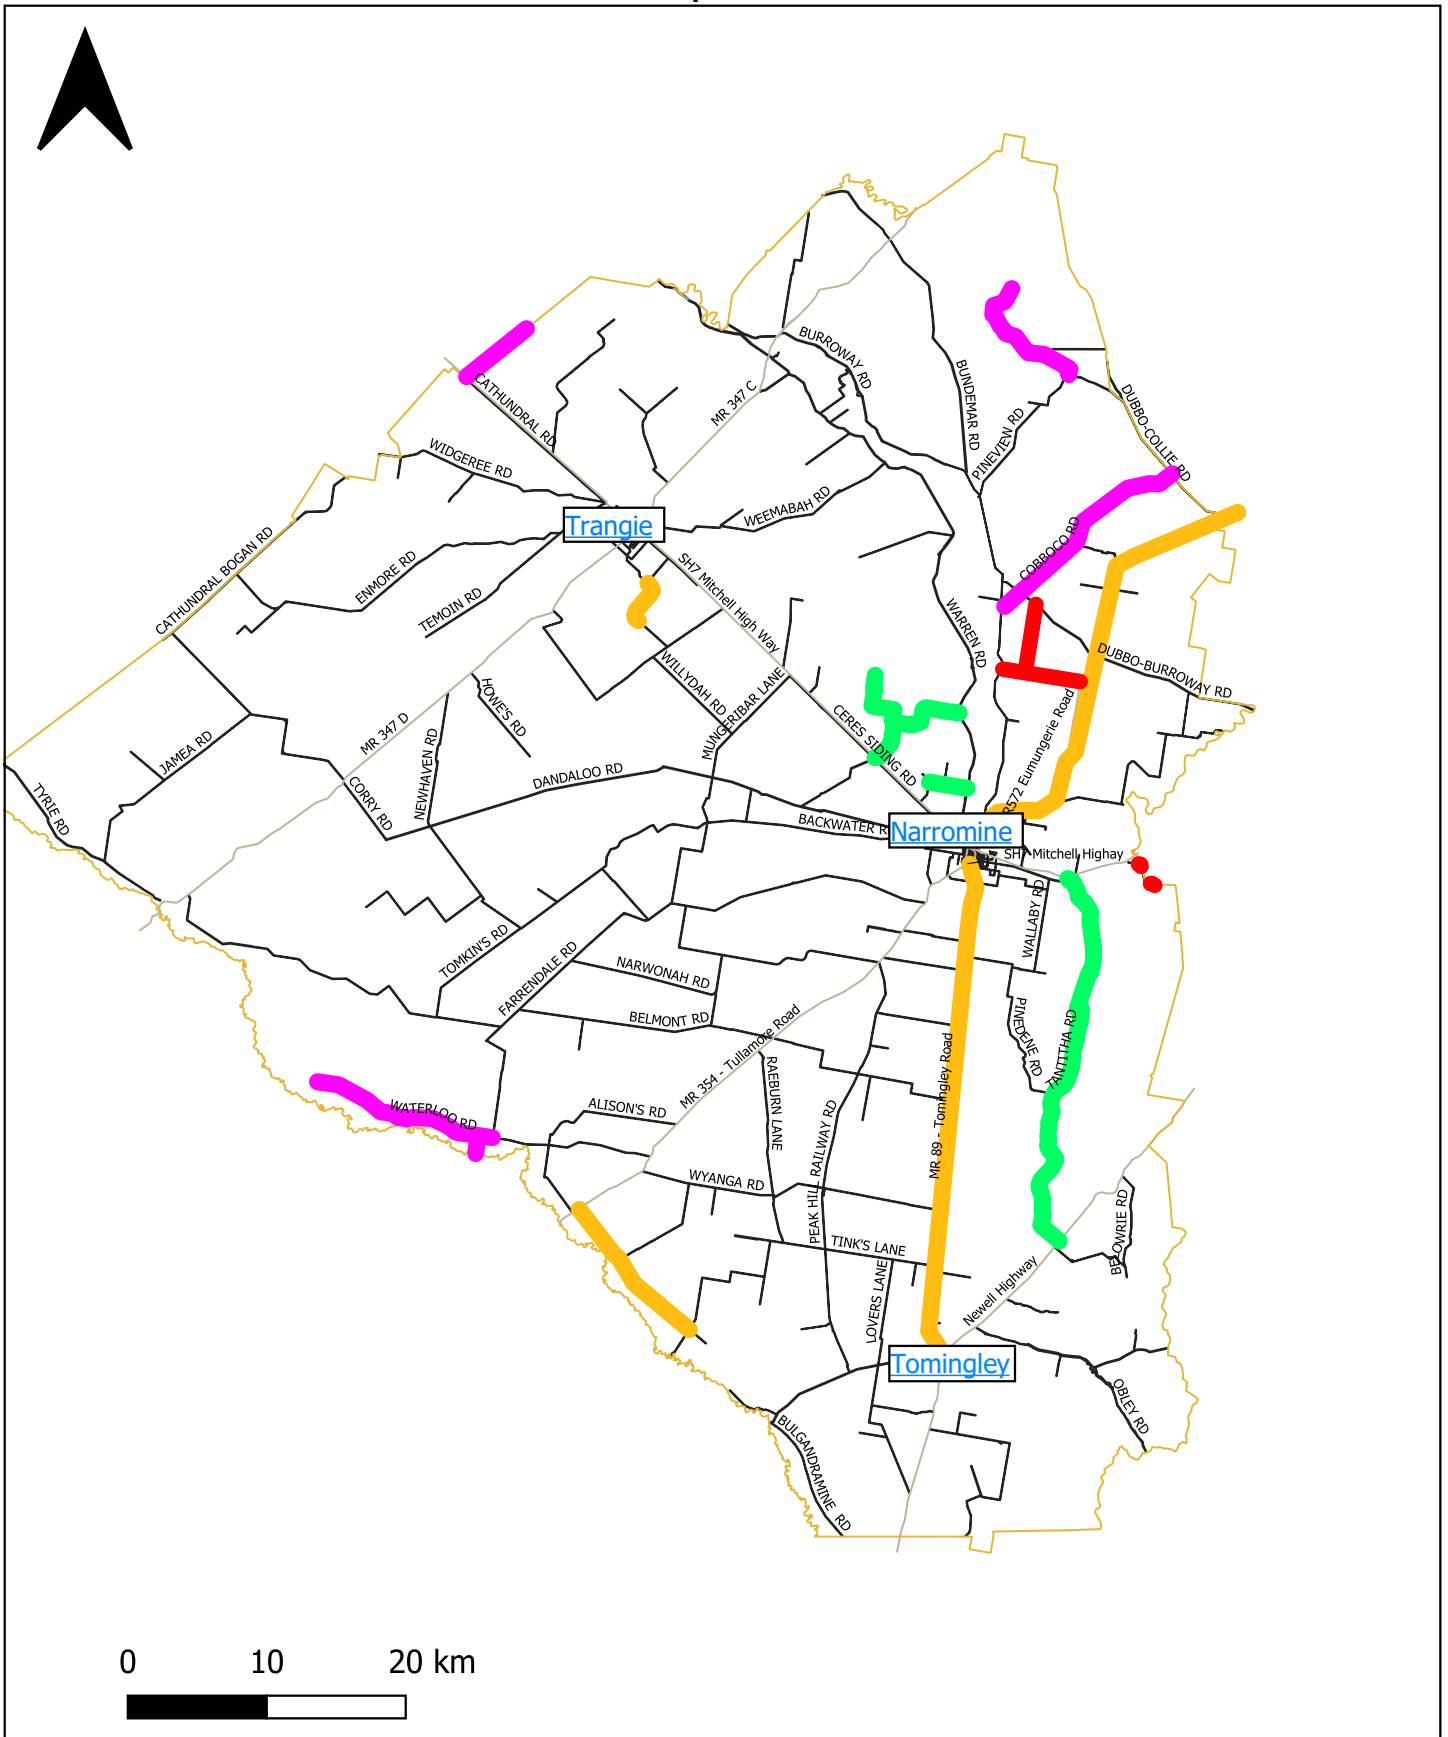 BURROWAY RD
BUNDEMAR RD
DUBBO-COLLIE RD
CATHUNDRAL RD
MR 347 C
PINEVIEW RD
WIDGEREE RD
WEEMABAH RD
Trangie
COBBOCO RD
CATHUNDRAL BOGAN RD
ENMORE RD
TEMOIN RD
SH7 Mitchell High Way
WARREN RD
DUBBO-BURROWAY RD
WILLYDAH RD
MUNGERIBAR LANE
HOWE'S RD
MR 347 D
NEWHAVEN RD
CERES SIDING RD
R572 Eumungerie Road
JAMEA RD
DANDALOO RD
CORRY RD
TYRIE RD
BACKWATER R
Narromine
SH7 Mitchell Highay
WALLABY RD
TOMKIN'S RD
FARRENDALE RD
NARWONAH RD
BELMONT RD
PINEDENE RD
TANTITHA RD
MR 354 - Tullamore Road
MR 89 - Tomingley Road
RAEBURN LANE
WATERLOO RD
ALISON'S RD
PEAK HILL RAILWAY RD
WYANGA RD
BELOWRIE RD
TINK'S LANE
LOVERS LANE
Newell Highway
Tomingley
OBLEY RD
BULGANDRAMINE RD
0 10 20 km